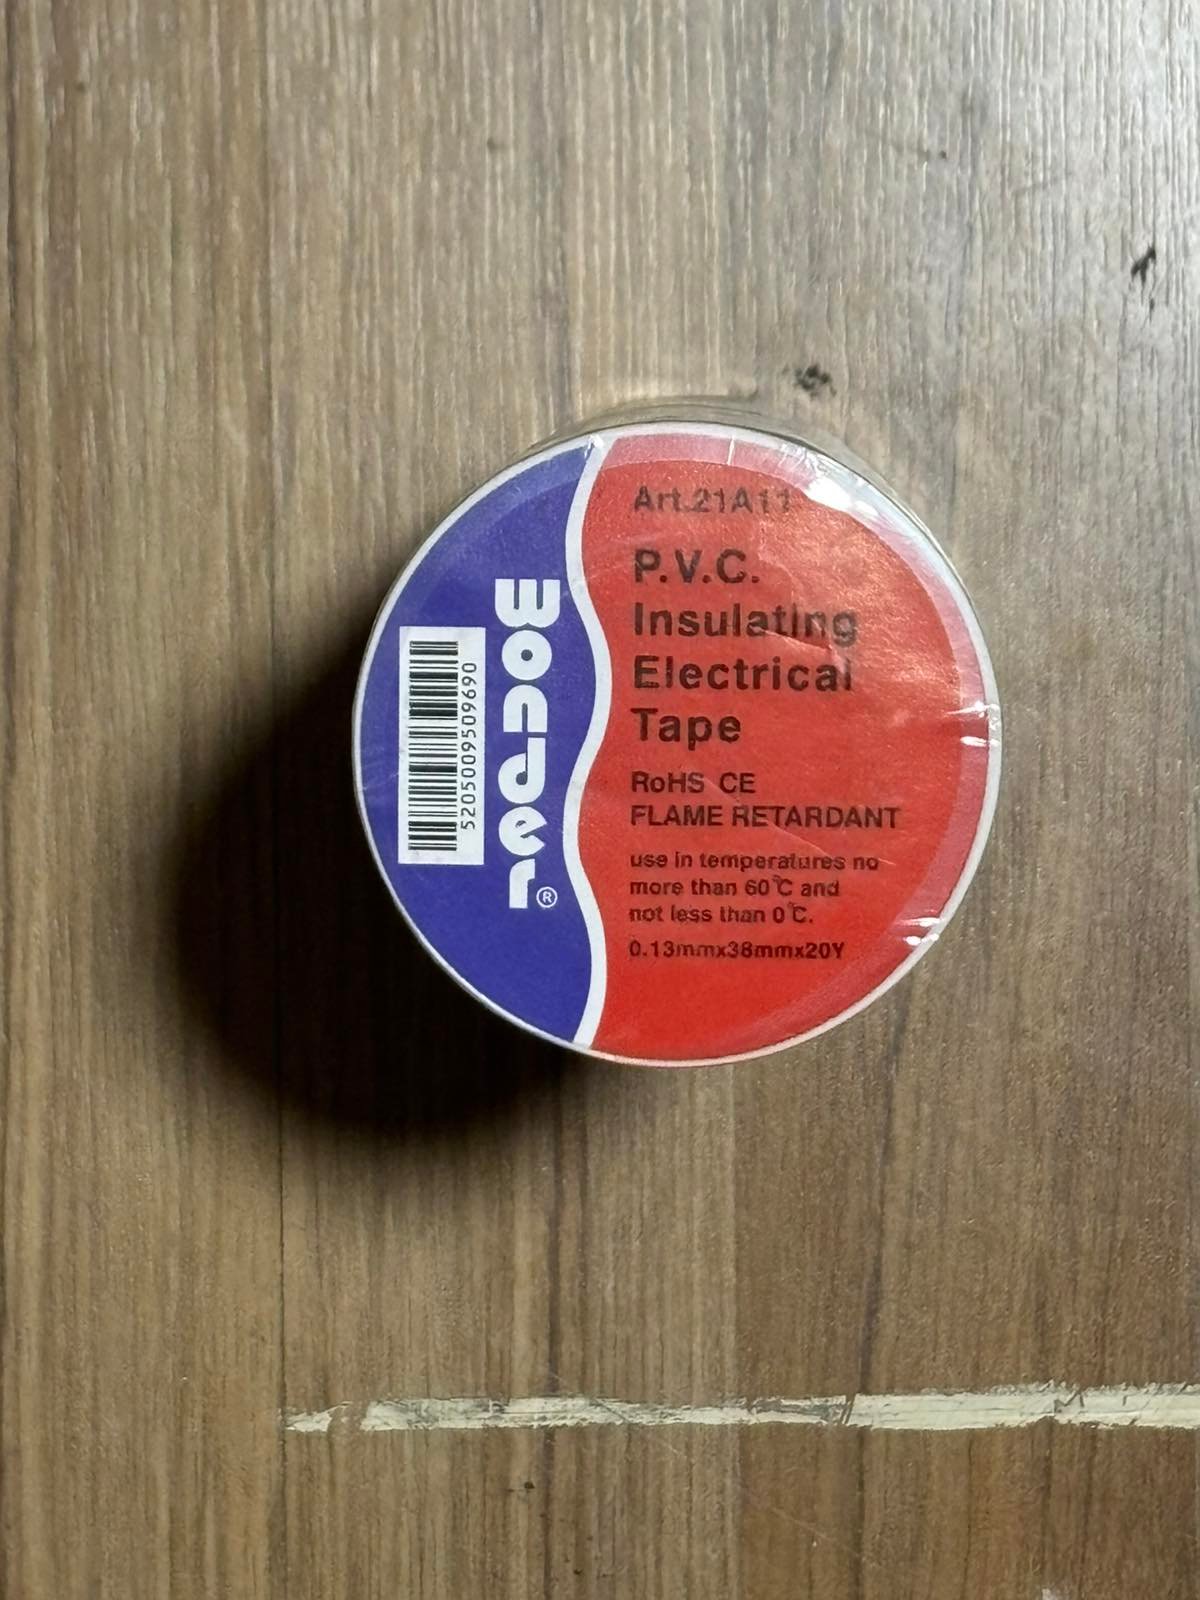 wonder®
5205009509690
Art.21A11
P.V.C.
Insulating
Electrical
Tape
RoHS CE
FLAME RETARDANT
use in temperatures no
more than 60°C and
not less than 0°C.
0.13mmx38mmx20Y